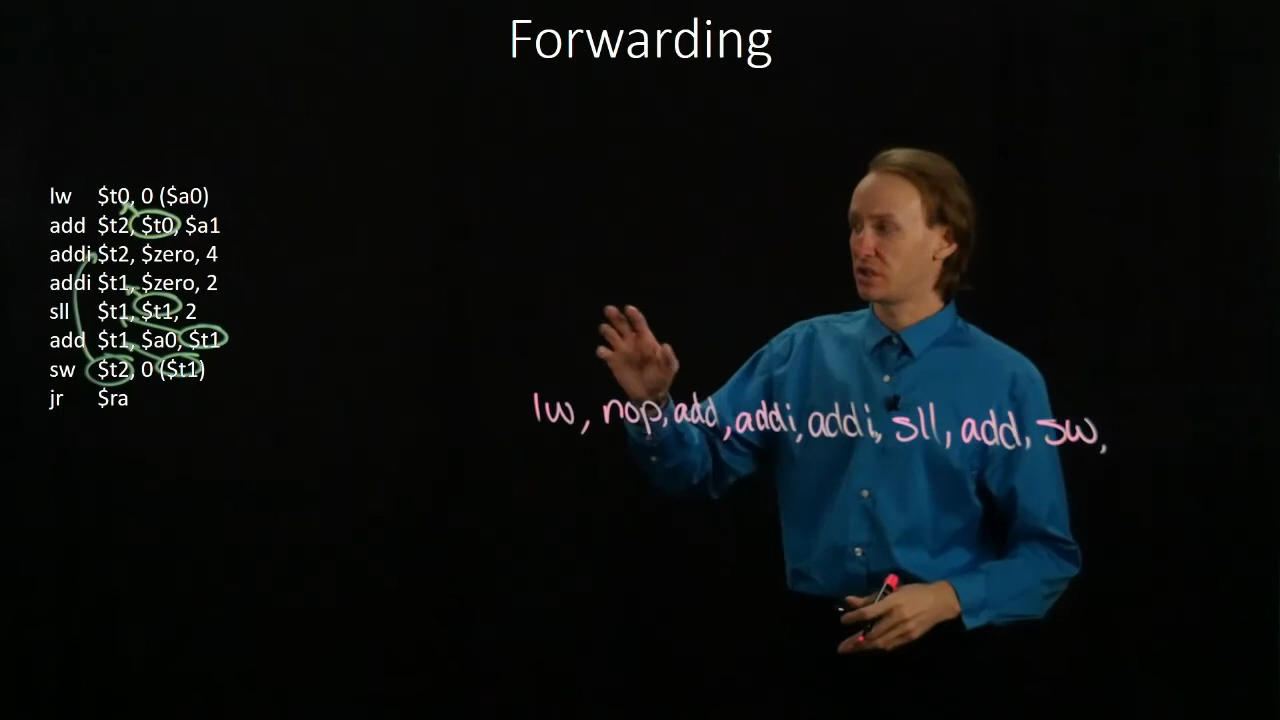 Forwarding
lw $t0, 0 ($a0)
add $t2, $t0, $a1
addi $t2, $zero, 4
addi $t1, $zero, 2
sll $t1, $t1, 2
add $t1, $a0, $t1
sw $t2, 0 ($t1)
jr $ra
lw, nop, add, addi, addi, sll, add, sw,